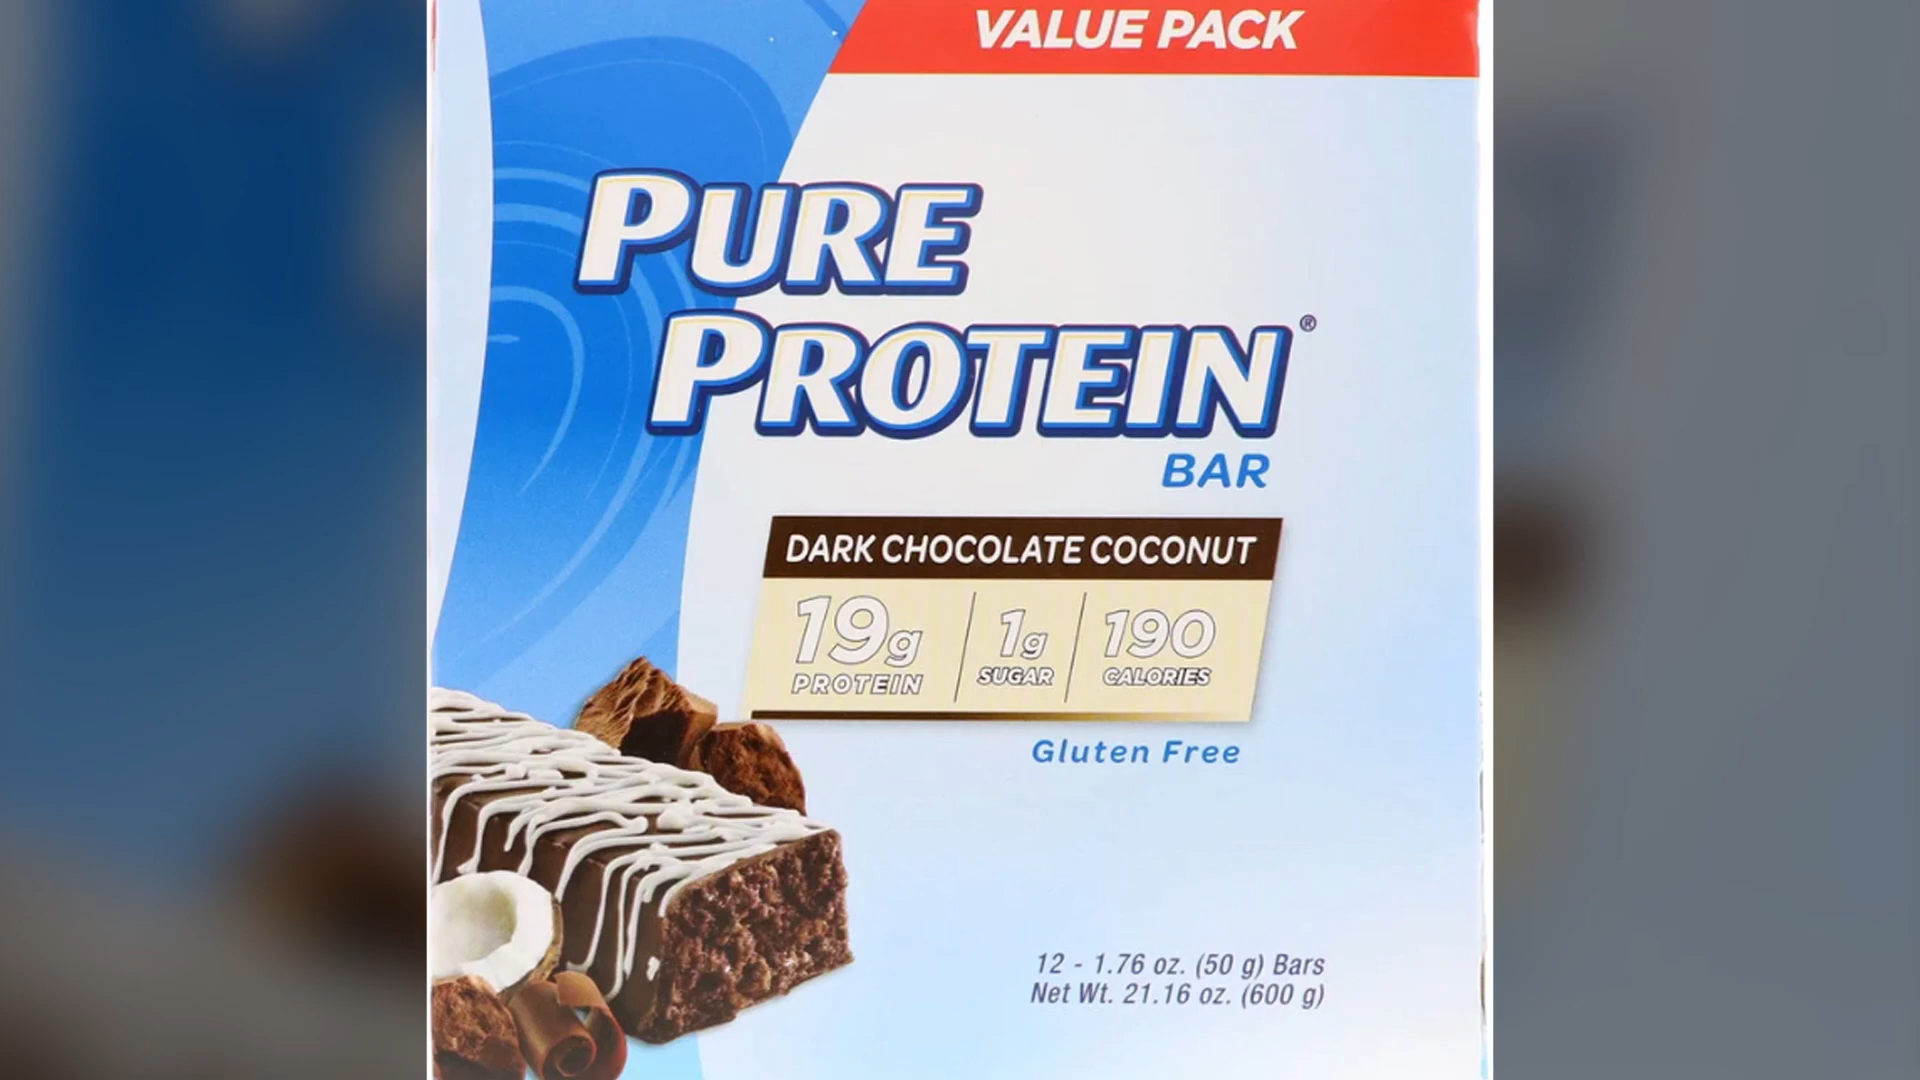 VALUE PACK
PURE
PROTEIN®
BAR
DARK CHOCOLATE COCONUT
19g 1g 190
PROTEIN SUGAR CALORIES
Gluten Free
12 - 1.76 oz. (50 g) Bars
Net Wt. 21.16 oz. (600 g)